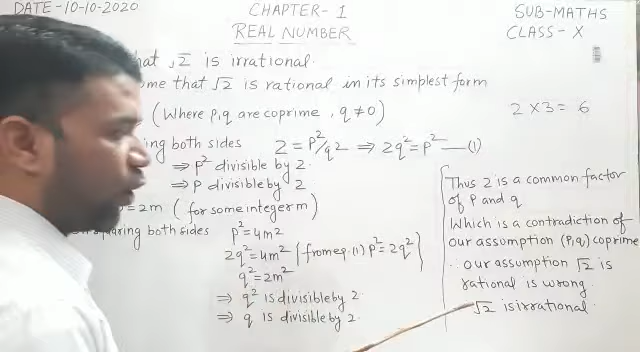 DATE-10-10-2020
CHAPTER-1
SUB-MATHS
REAL NUMBER
CLASS-X
hat √2 is irrational.
ome that √2 is rational in its simplest form
(Where p,q are coprime, q≠0)
2×3= 6
ing both sides 2 = p²/q² ⇒ 2q² = p² —(1)
⇒ p² divisible by 2.
⇒ p divisible by 2
=2m (for some integer m)
uaring both sides p²=4m²
2q²=4m² {from eq.(1) p²=2q²}
q²=2m²
⇒ q² is divisible by 2
⇒ q is divisible by 2.
Thus 2 is a common factor
of p and q
Which is a contradiction of
our assumption (p,q) coprime
. our assumption √2 is
rational is wrong.
√2 is irrational.